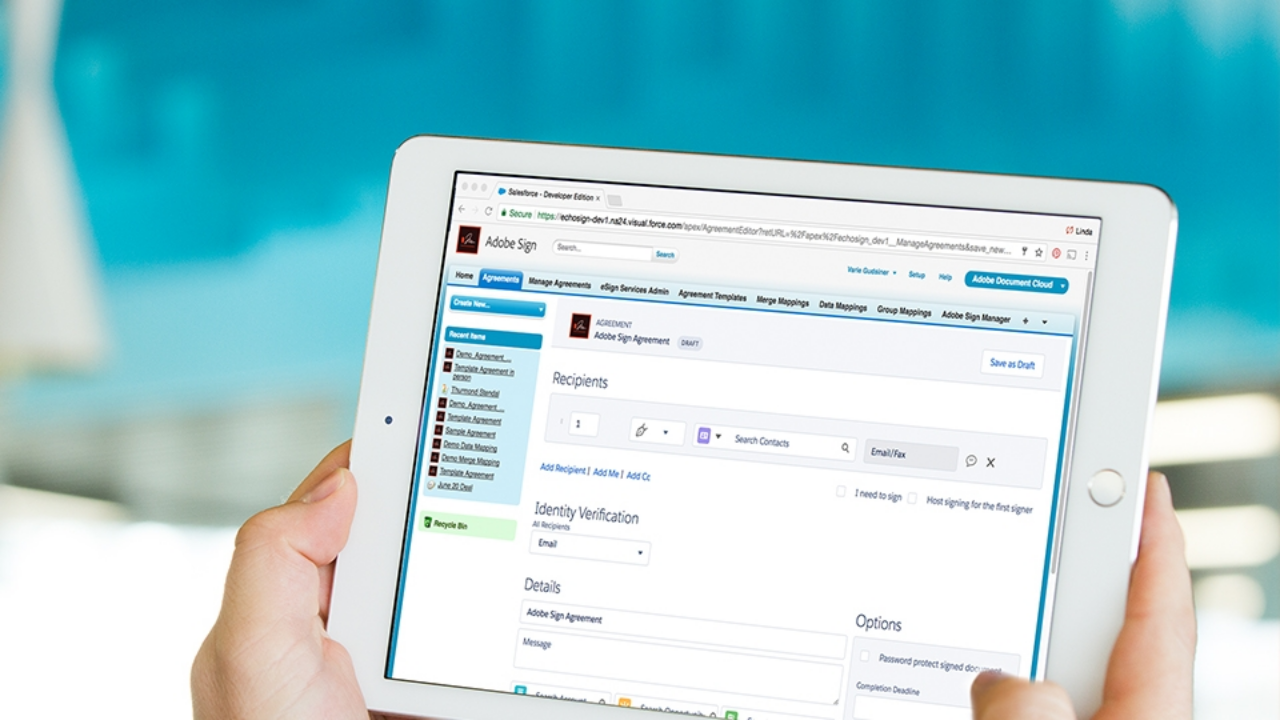 Salesforce - Developer Edition ×
Linda
Secure https://echosign-dev1.na24.visual.force.com/apex/AgreementEditor?retURL=%2Fapex%2Fechosign_dev1__ManageAgreements&save_new...
Adobe Sign
Search...
Search
Varie Gudsiner
Setup
Help
Adobe Document Cloud
Home
Agreements
Manage Agreements
eSign Services Admin
Agreement Templates
Merge Mappings
Data Mappings
Group Mappings
Adobe Sign Manager
+
Create New...
Recent Items
Demo_Agreement ...
Template Agreement in
person
Thurmond Stendal
Demo_Agreement ...
Template Agreement
Sample Agreement
Demo Data Mapping
Demo Merge Mapping
Template Agreement
June 20 Deal
Recycle Bin
AGREEMENT
Adobe Sign Agreement
DRAFT
Save as Draft
Recipients
1
Search Contacts
Email/Fax
Add Recipient | Add Me | Add Cc
I need to sign
Host signing for the first signer
Identity Verification
All Recipients
Email
Details
Adobe Sign Agreement
Message
Options
Password protect signed document
Completion Deadline
Search Account
Search Opportunity